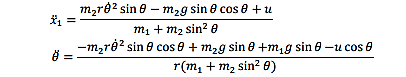 ẍ₁ = (m₂rθ̇² sin θ − m₂g sin θ cos θ + u) / (m₁ + m₂ sin² θ)
θ̈ = (−m₂rθ̇² sin θ cos θ + m₂g sin θ + m₁g sin θ − u cos θ) / (r(m₁ + m₂ sin² θ))